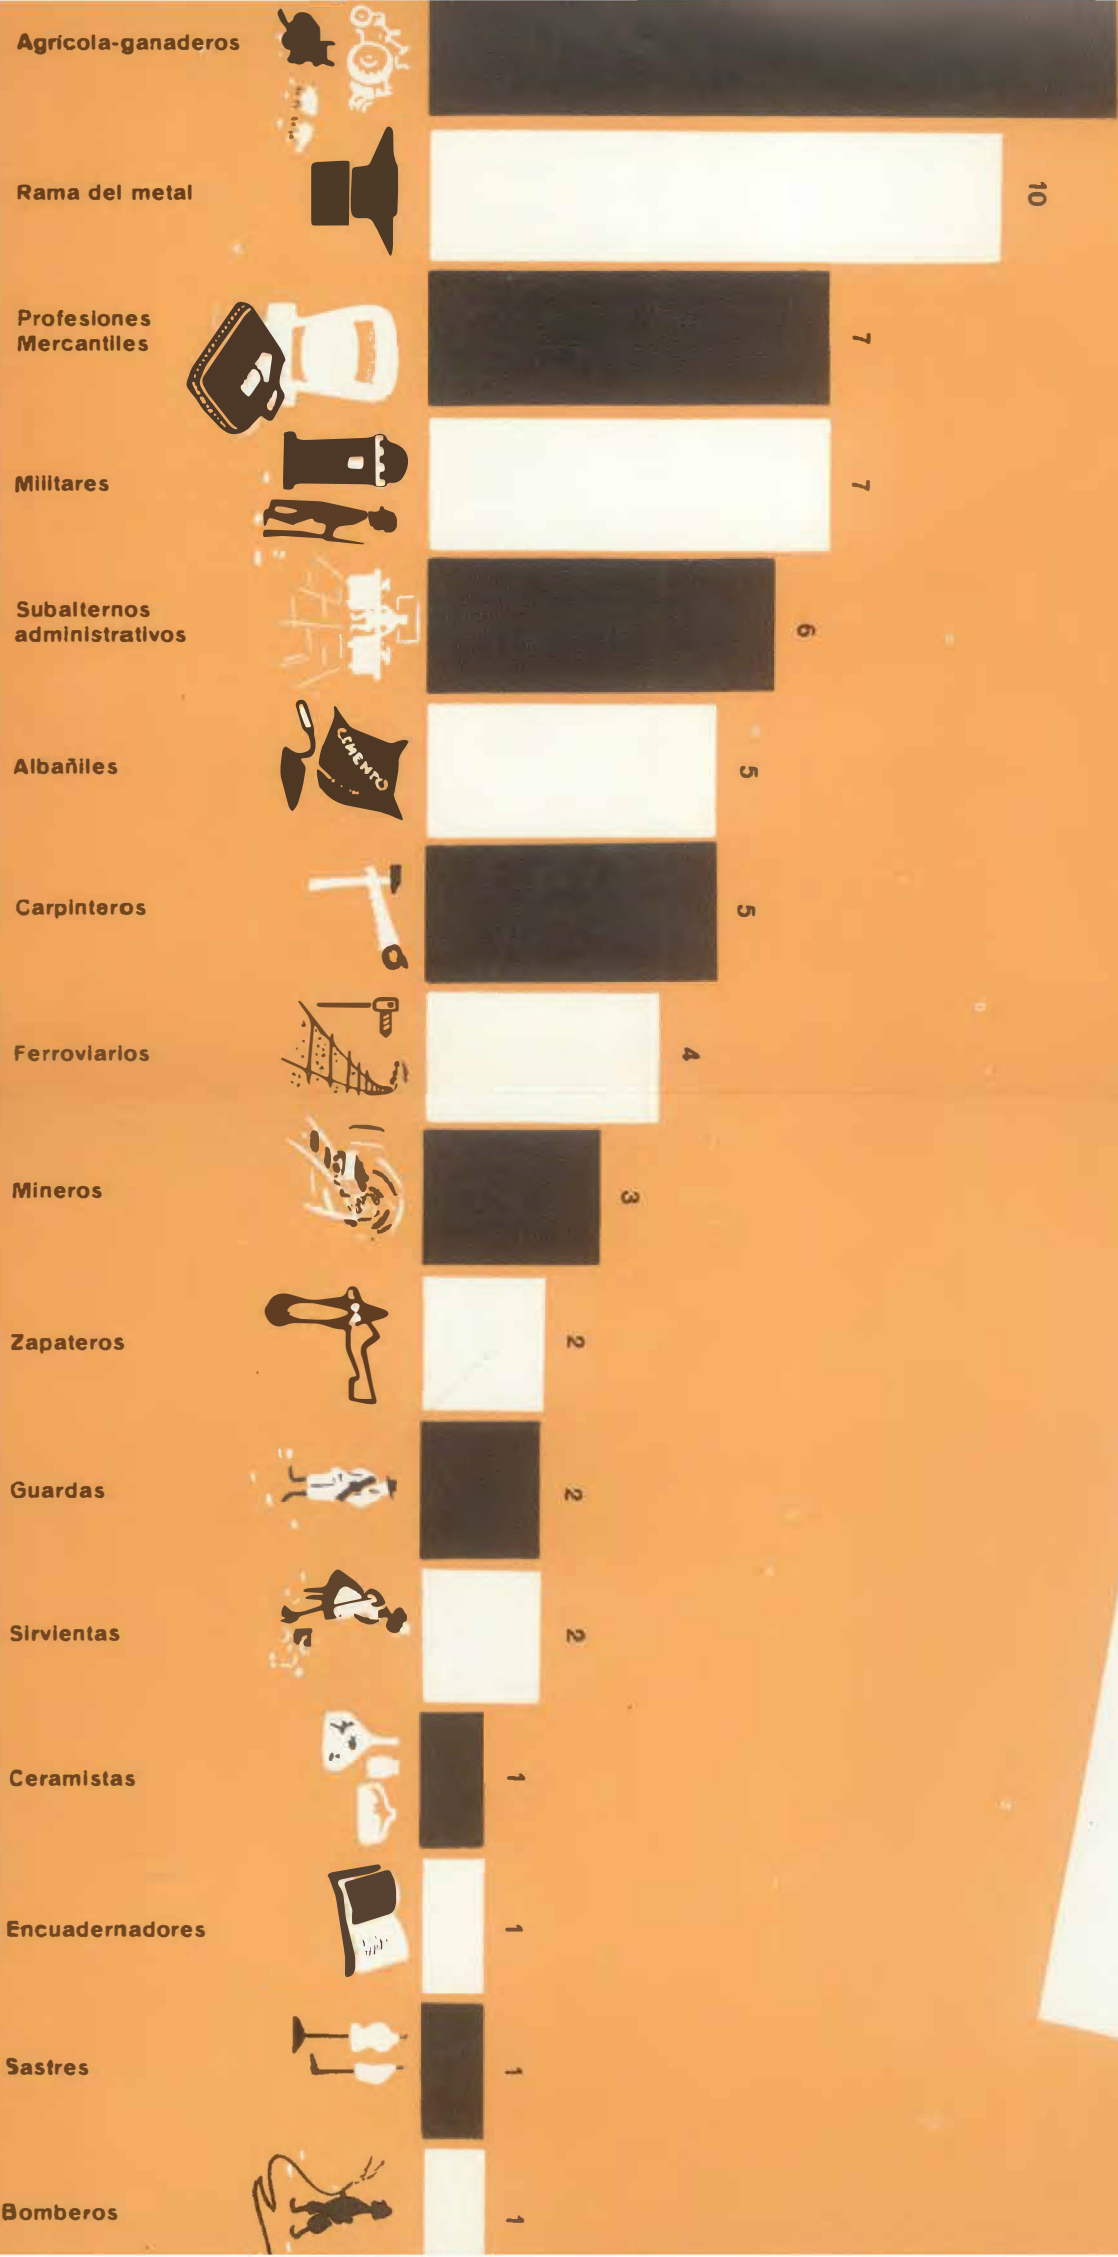 Agrícola-ganaderos
Rama del metal
10
Profesiones
Mercantiles
7
Militares
7
Subalternos
administrativos
6
Albañiles
CEMENTO
5
Carpinteros
5
Ferroviarios
4
Mineros
3
Zapateros
2
Guardas
2
Sirvientas
2
Ceramistas
1
Encuadernadores
1
Sastres
1
Bomberos
1